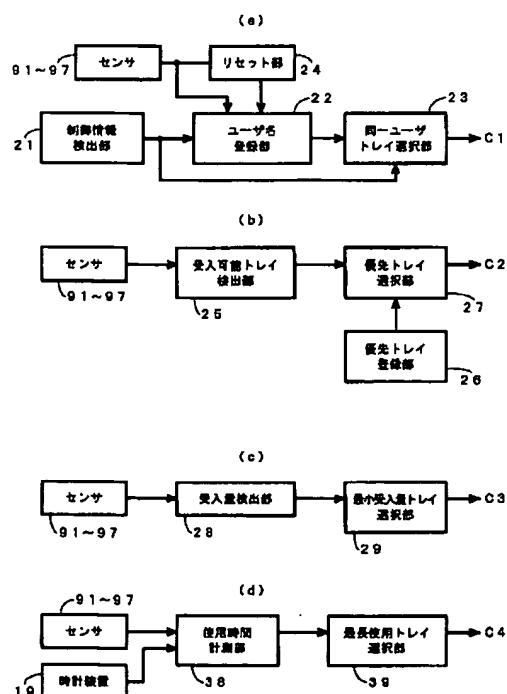 (a)
センサ
91～97
リセット部
24
制御情報
検出部
21
ユーザ名
登録部
22
同一ユーザ
トレイ選択部
23
C1
(b)
センサ
91～97
受入可能トレイ
検出部
25
優先トレイ
選択部
27
C2
優先トレイ
登録部
26
(c)
センサ
91～97
受入量検出部
28
最小受入量トレイ
選択部
29
C3
(d)
91～97
センサ
時計装置
19
使用時間
計測部
38
最長使用トレイ
選択部
39
C4